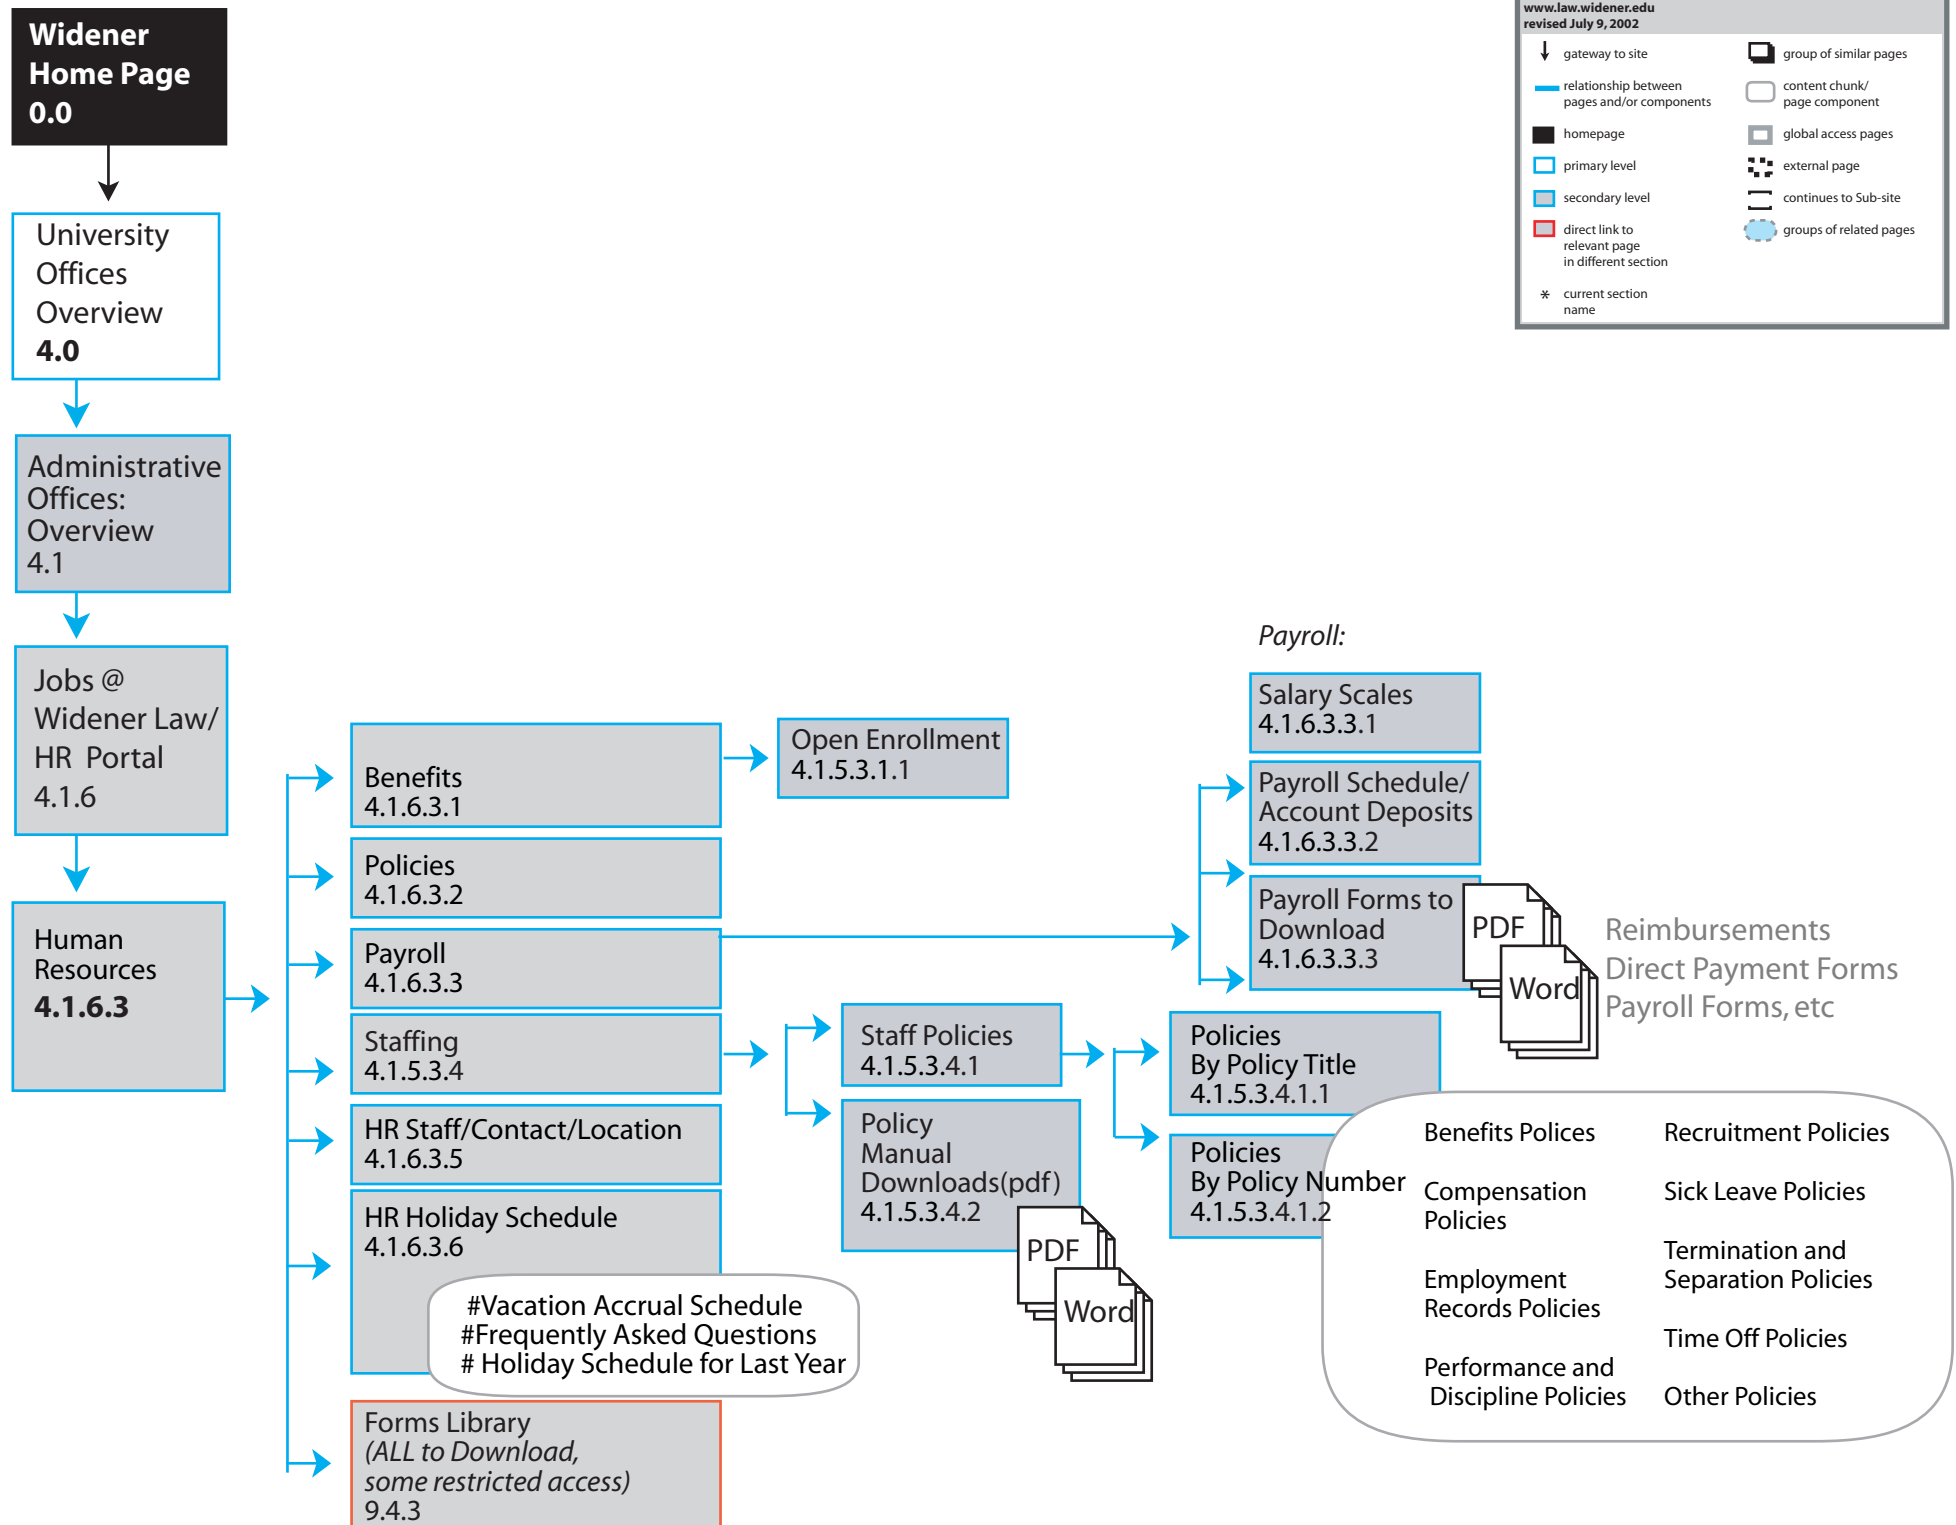 Widener
Home Page
0.0
University
Offices
Overview
4.0
Administrative
Offices:
Overview
4.1
Jobs @
Widener Law/
HR Portal
4.1.6
Human
Resources
4.1.6.3
Benefits
4.1.6.3.1
Policies
4.1.6.3.2
Payroll
4.1.6.3.3
Staffing
4.1.5.3.4
HR Staff/Contact/Location
4.1.6.3.5
HR Holiday Schedule
4.1.6.3.6
#Vacation Accrual Schedule
#Frequently Asked Questions
# Holiday Schedule for Last Year
Forms Library
(ALL to Download,
some restricted access)
9.4.3
Open Enrollment
4.1.5.3.1.1
Staff Policies
4.1.5.3.4.1
Policy
Manual
Downloads(pdf)
4.1.5.3.4.2
PDF
Word
Payroll:
Salary Scales
4.1.6.3.3.1
Payroll Schedule/
Account Deposits
4.1.6.3.3.2
Payroll Forms to
Download
4.1.6.3.3.3
PDF
Word
Reimbursements
Direct Payment Forms
Payroll Forms, etc
Policies
By Policy Title
4.1.5.3.4.1.1
Policies
By Policy Number
4.1.5.3.4.1.2
Benefits Polices
Compensation
Policies
Employment
Records Policies
Performance and
Discipline Policies
Recruitment Policies
Sick Leave Policies
Termination and
Separation Policies
Time Off Policies
Other Policies
www.law.widener.edu
revised July 9, 2002
gateway to site
relationship between
pages and/or components
homepage
primary level
secondary level
direct link to
relevant page
in different section
* current section
name
group of similar pages
content chunk/
page component
global access pages
external page
continues to Sub-site
groups of related pages